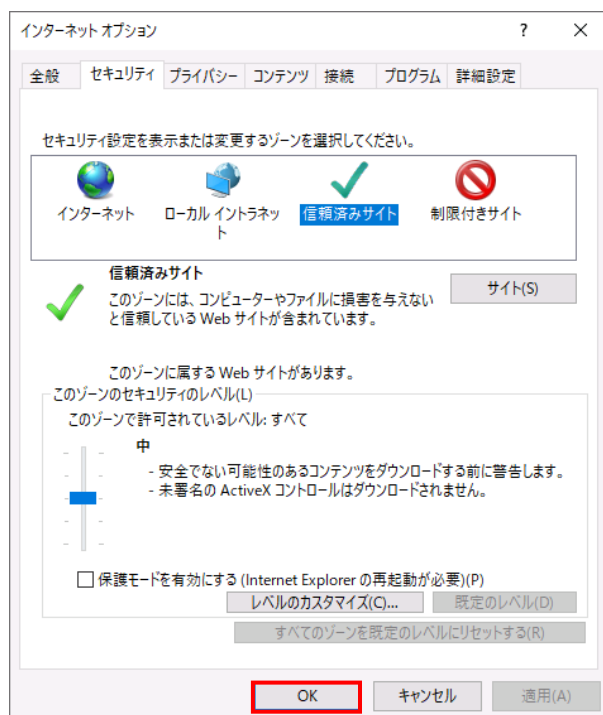 インターネット オプション
?
×
全般
セキュリティ
プライバシー
コンテンツ
接続
プログラム
詳細設定
セキュリティ設定を表示または変更するゾーンを選択してください。
インターネット
ローカル イントラネッ
ト
信頼済みサイト
制限付きサイト
信頼済みサイト
このゾーンには、コンピューターやファイルに損害を与えない
と信頼している Web サイトが含まれています。
サイト(S)
このゾーンに属する Web サイトがあります。
このゾーンのセキュリティのレベル(L)
このゾーンで許可されているレベル: すべて
中
- 安全でない可能性のあるコンテンツをダウンロードする前に警告します。
- 未署名の ActiveX コントロールはダウンロードされません。
保護モードを有効にする (Internet Explorer の再起動が必要)(P)
レベルのカスタマイズ(C)...
既定のレベル(D)
すべてのゾーンを既定のレベルにリセットする(R)
OK
キャンセル
適用(A)